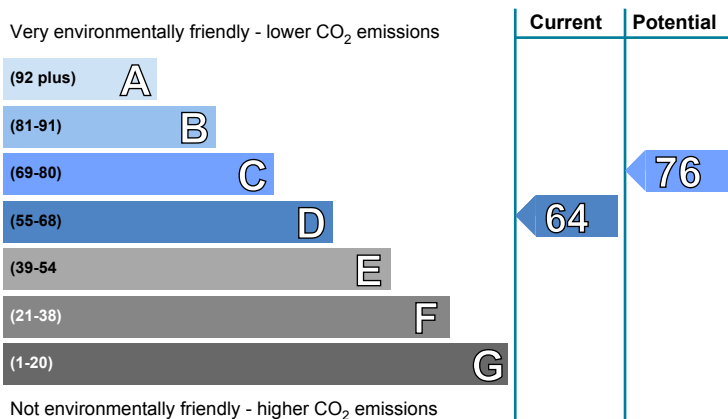 Current Potential
Very environmentally friendly - lower CO2 emissions
(92 plus) A
(81-91) B
(69-80) C
76
(55-68) D
64
(39-54 E
(21-38) F
(1-20) G
Not environmentally friendly - higher CO2 emissions